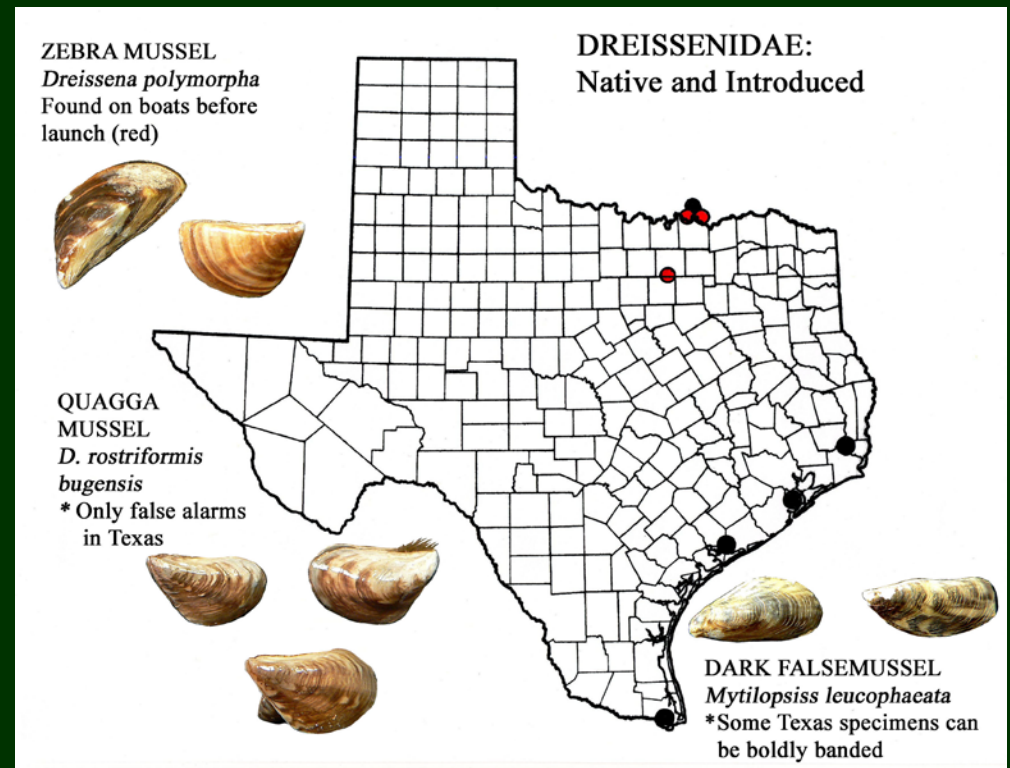 ZEBRA MUSSEL
Dreissena polymorpha
Found on boats before
launch (red)
DREISSENIDAE:
Native and Introduced
QUAGGA
MUSSEL
D. rostriformis
bugensis
* Only false alarms
in Texas
DARK FALSEMUSSEL
Mytilopsiss leucophaeata
*Some Texas specimens can
be boldly banded